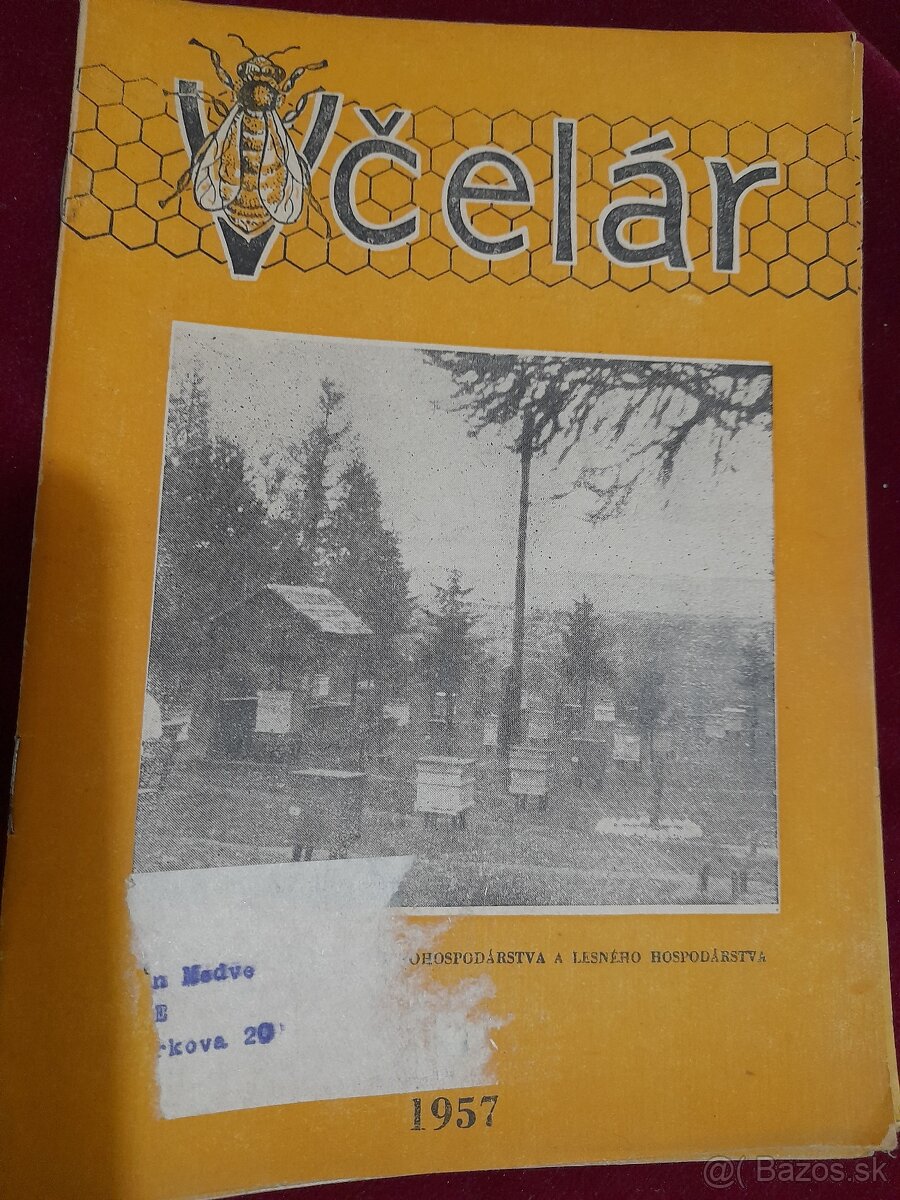 Včelár
OHOSPODÁRSTVA A LESNÉHO HOSPODÁRSTVA
n Medve
E
rkova 20
1957
@( Bazos.sk